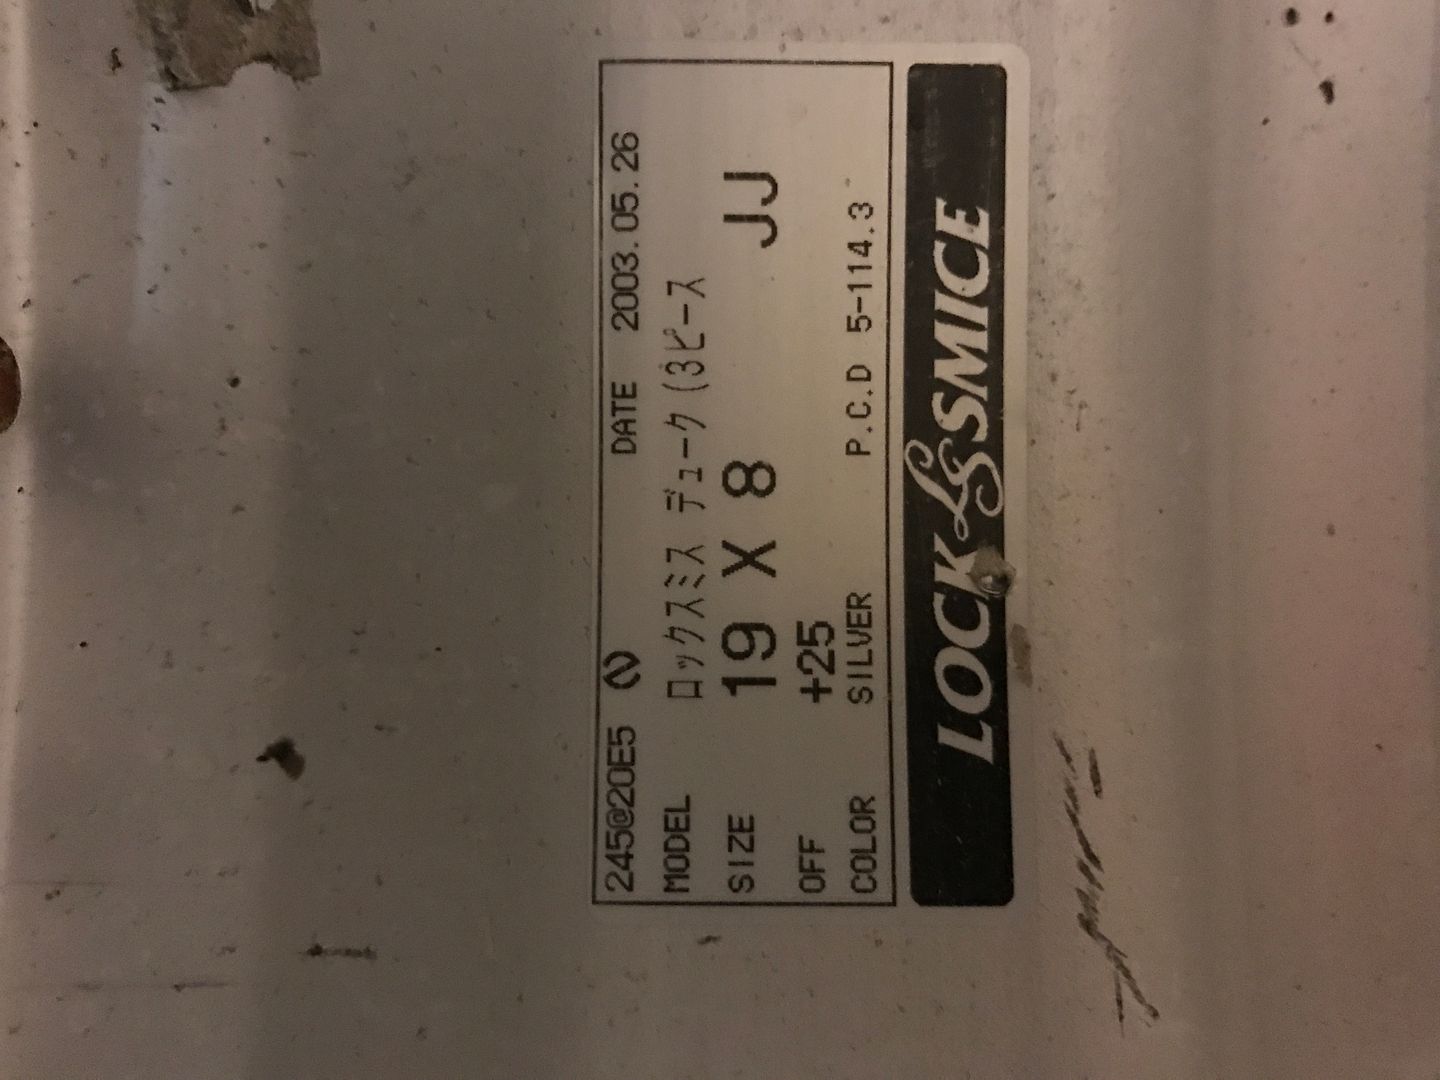 245@20E5 DATE 2003.05.26
MODEL ロックスミス デューク(3ピース
SIZE 19 X 8 JJ
OFF +25
COLOR SILVER P.C.D 5-114.3
LOCK LS SMICE